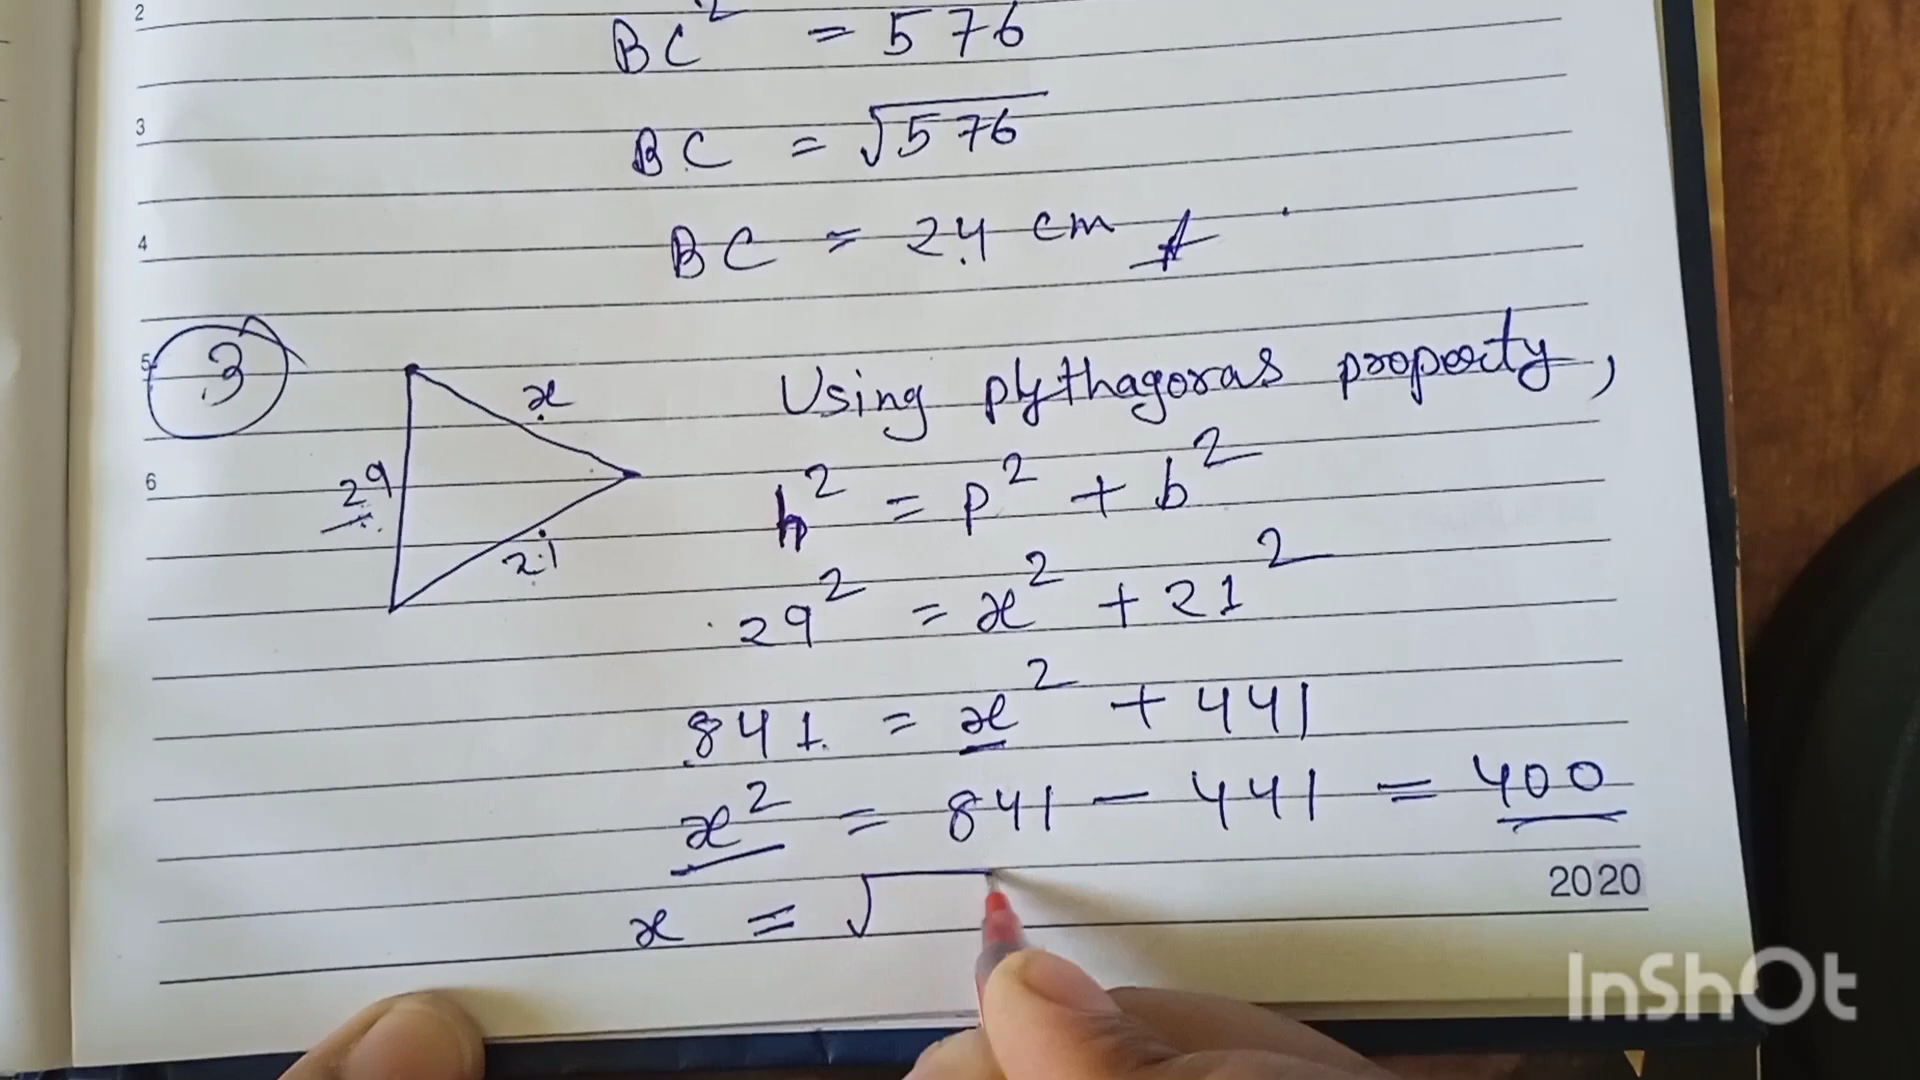 2
BC² = 576
3
BC = √576
4
BC = 24 cm
5
3
x
Using pythagoras property,
6
29
h² = p² + b²
21
29² = x² + 21²
841 = x² + 441
x² = 841 - 441 = 400
2020
x = √
InShOt